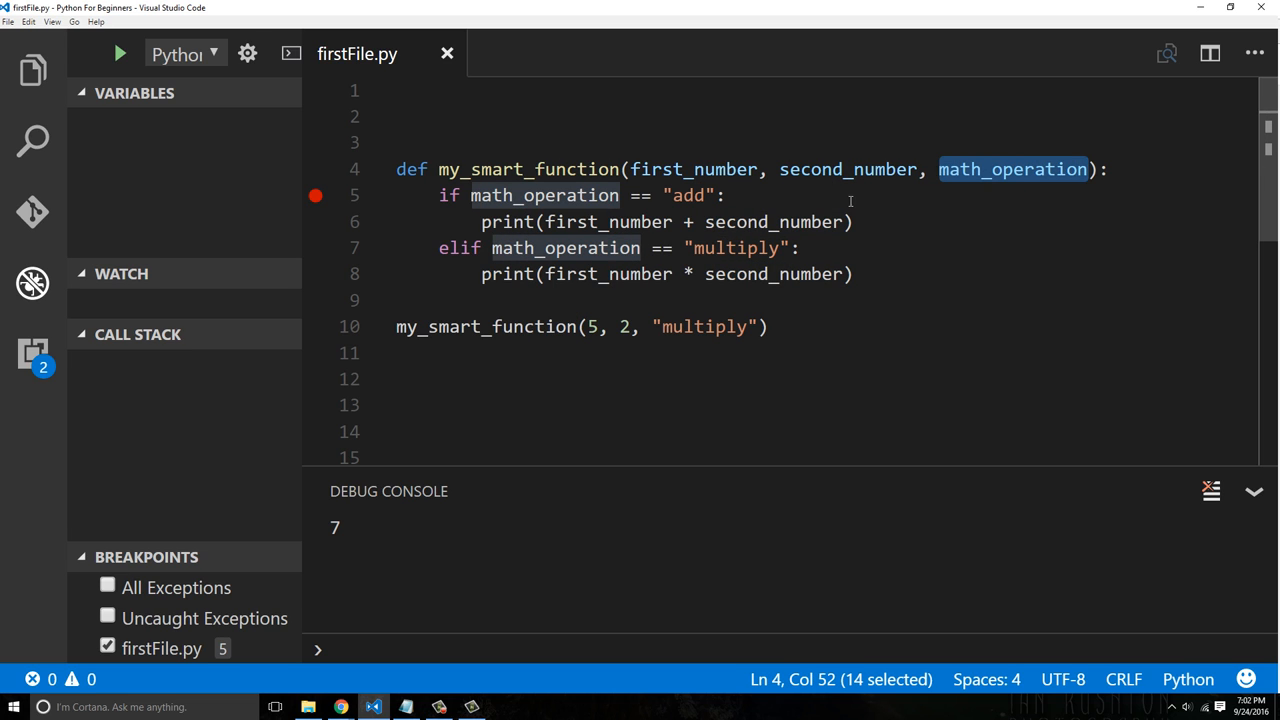 firstFile.py - Python For Beginners - Visual Studio Code
File Edit View Go Help
Pythor
firstFile.py
VARIABLES
WATCH
CALL STACK
2
BREAKPOINTS
All Exceptions
Uncaught Exceptions
firstFile.py 5
1
2
3
4 def my_smart_function(first_number, second_number, math_operation):
5 if math_operation == "add":
6 print(first_number + second_number)
7 elif math_operation == "multiply":
8 print(first_number * second_number)
9
10 my_smart_function(5, 2, "multiply")
11
12
13
14
15
DEBUG CONSOLE
7
0 0
Ln 4, Col 52 (14 selected) Spaces: 4 UTF-8 CRLF Python
I'm Cortana. Ask me anything.
7:02 PM
9/24/2016